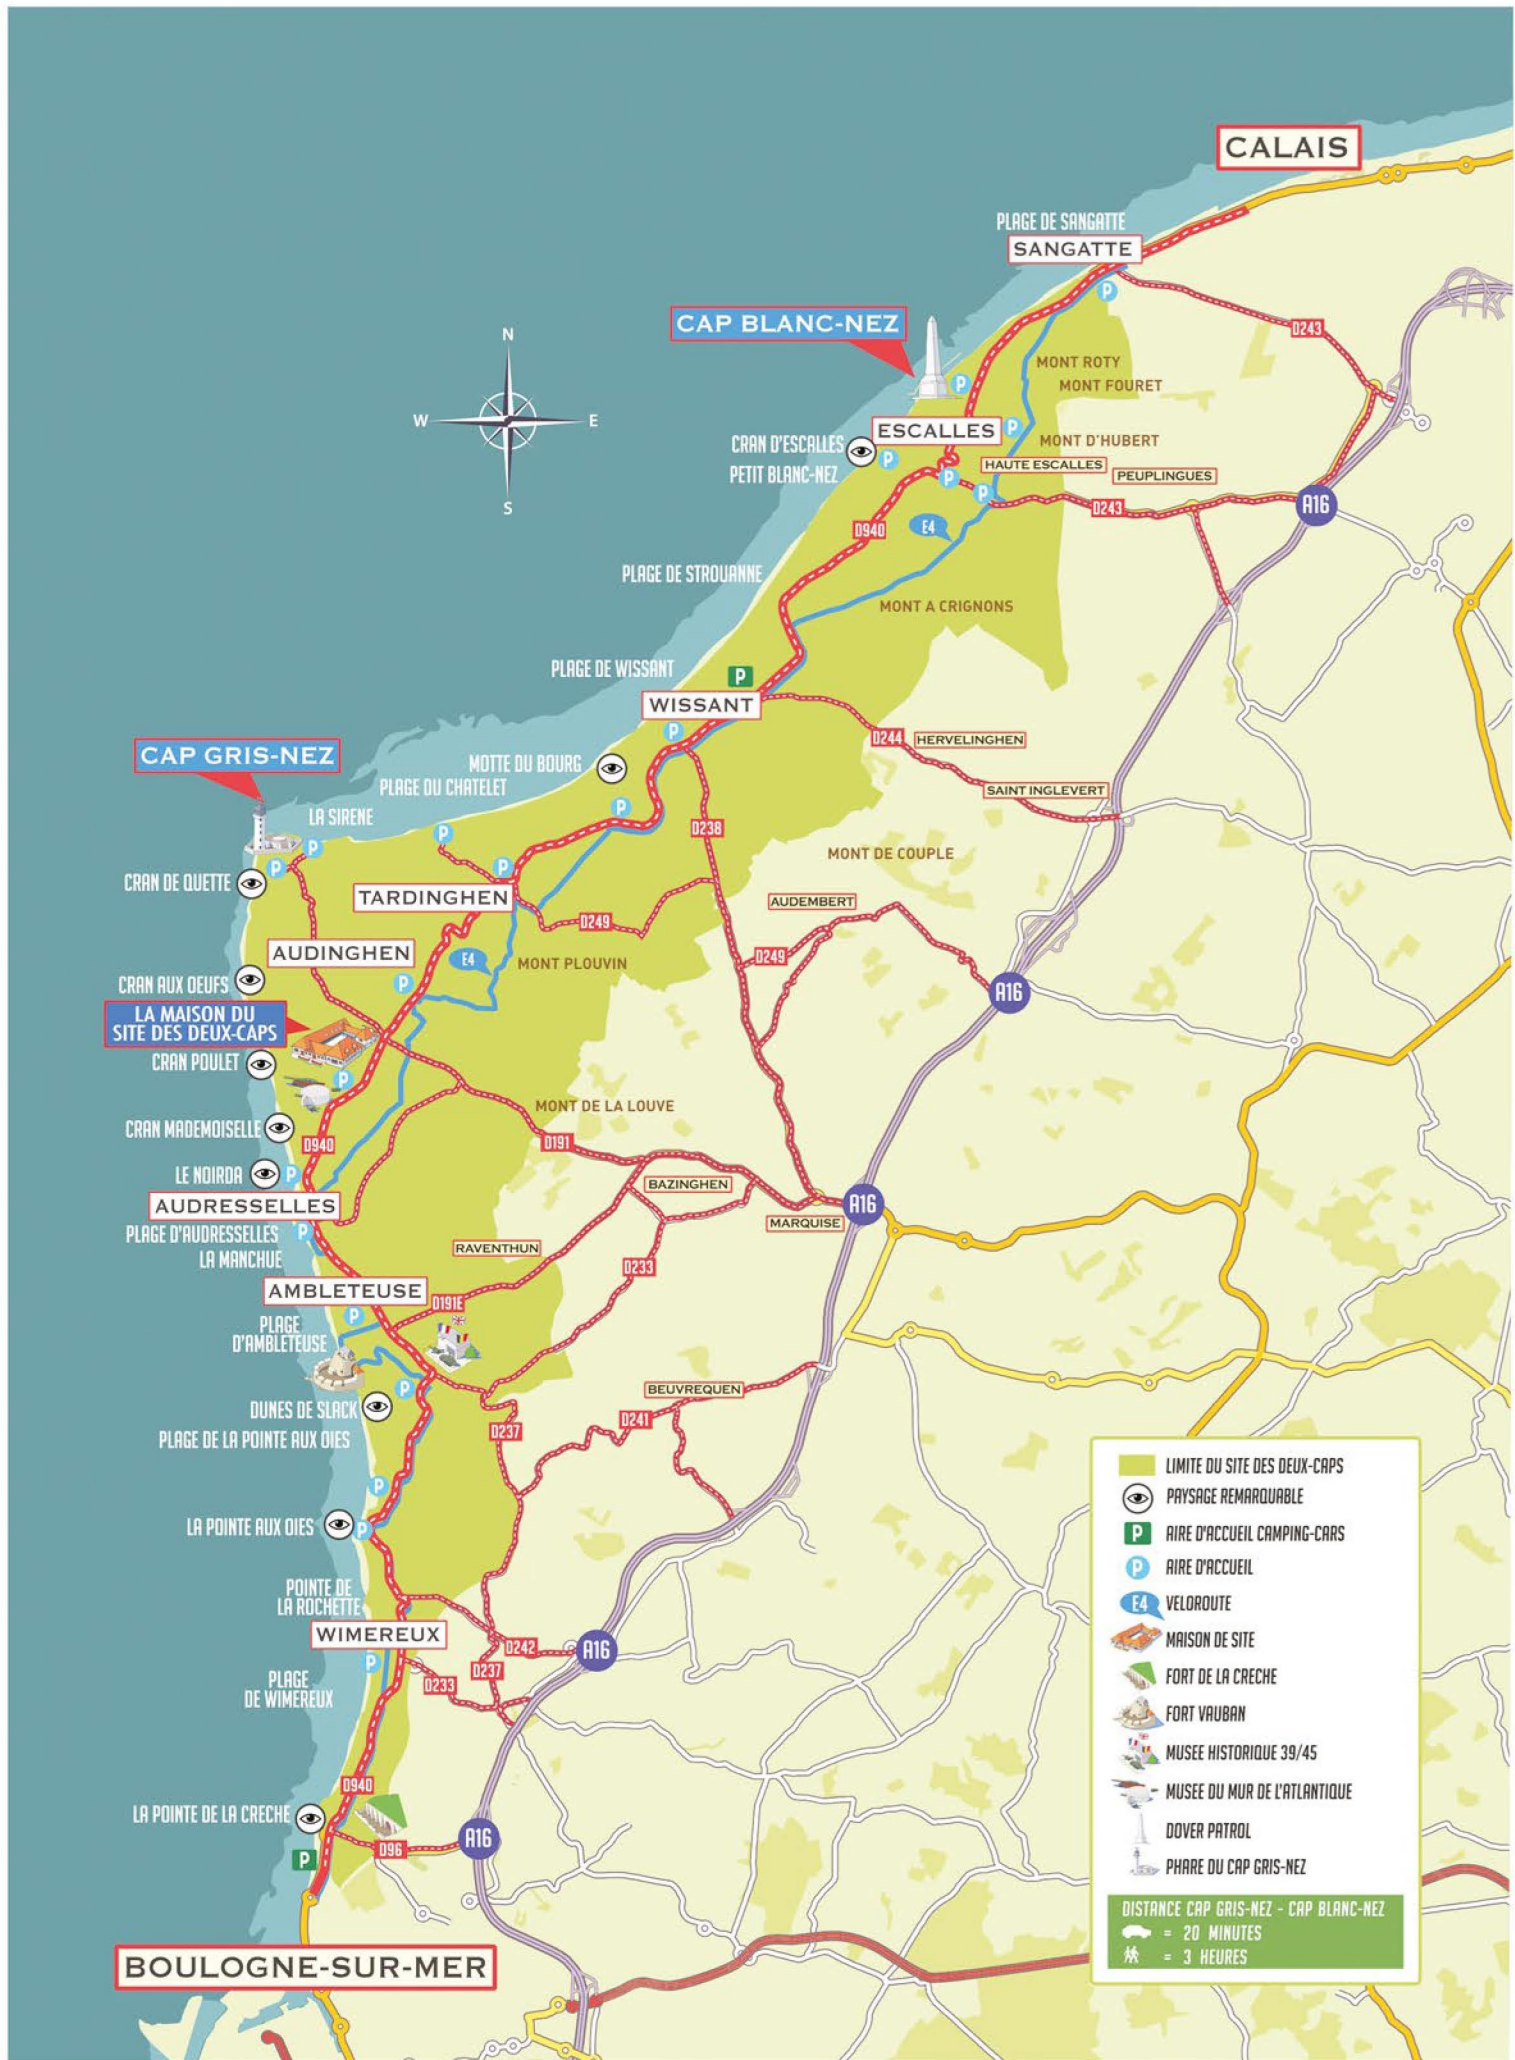 CALAIS
PLAGE DE SANGATTE
SANGATTE
P
D243
CAP BLANC-NEZ
N
W
E
S
MONT ROTY
MONT FOURET
P
ESCALLES
P
CRAN D'ESCALLES
P
MONT D'HUBERT
PETIT BLANC-NEZ
HAUTE ESCALLES
PEUPLINGUES
P
P
D243
A16
D940
E4
PLAGE DE STROUANNE
MONT A CRIGNONS
PLAGE DE WISSANT
P
WISSANT
P
D244
HERVELINGHEN
CAP GRIS-NEZ
MOTTE DU BOURG
PLAGE DU CHATELET
SAINT INGLEVERT
P
LA SIRENE
P
D238
P
P
P
MONT DE COUPLE
CRAN DE QUETTE
TARDINGHEN
AUDEMBERT
D249
AUDINGHEN
D249
E4
MONT PLOUVIN
CRAN AUX OEUFS
P
A16
LA MAISON DU
SITE DES DEUX-CAPS
CRAN POULET
P
MONT DE LA LOUVE
CRAN MADEMOISELLE
D940
D191
LE NOIRDA
P
BAZINGHEN
AUDRESSELLES
A16
MARQUISE
PLAGE D'AUDRESSELLES
P
LA MANCHUE
RAVENTHUN
D233
AMBLETEUSE
D191E
P
PLAGE
D'AMBLETEUSE
P
BEUVREQUEN
DUNES DE SLACK
D241
D237
PLAGE DE LA POINTE AUX OIES
P
LA POINTE AUX OIES
P
POINTE DE
LA ROCHETTE
WIMEREUX
D242
A16
P
D237
D233
PLAGE
DE WIMEREUX
D940
LA POINTE DE LA CRECHE
A16
D96
P
BOULOGNE-SUR-MER
LIMITE DU SITE DES DEUX-CAPS
PAYSAGE REMARQUABLE
P AIRE D'ACCUEIL CAMPING-CARS
P AIRE D'ACCUEIL
E4 VELOROUTE
MAISON DE SITE
FORT DE LA CRECHE
FORT VAUBAN
MUSEE HISTORIQUE 39/45
MUSEE DU MUR DE L'ATLANTIQUE
DOVER PATROL
PHARE DU CAP GRIS-NEZ
DISTANCE CAP GRIS-NEZ - CAP BLANC-NEZ
= 20 MINUTES
= 3 HEURES